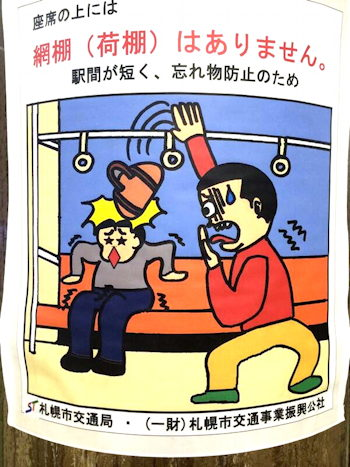 座席の上には
網棚（荷棚）はありません。
駅間が短く、忘れ物防止のため
ST 札幌市交通局 ・ （一財）札幌市交通事業振興公社